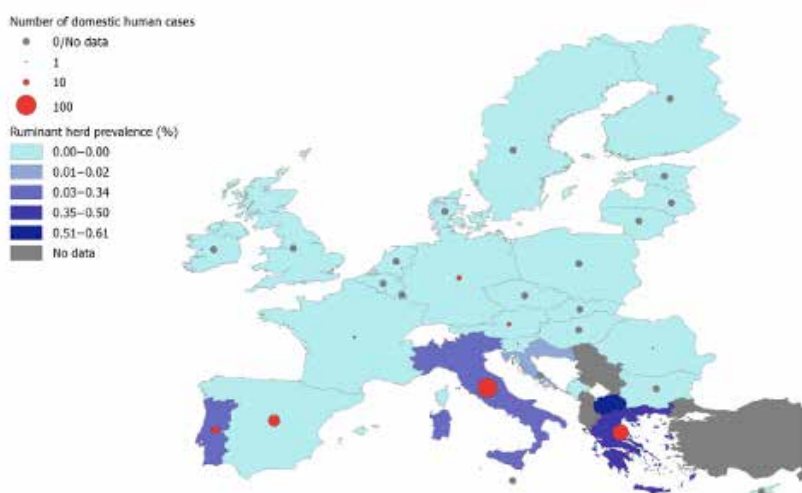 Number of domestic human cases
0/No data
1
10
100
Ruminant herd prevalence (%)
0.00–0.00
0.01–0.02
0.03–0.34
0.35–0.50
0.51–0.61
No data